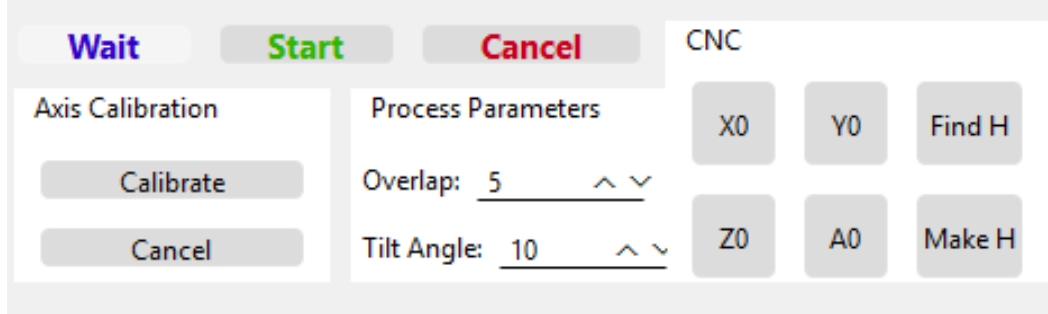 Wait Start Cancel
CNC
Axis Calibration
Calibrate
Cancel
Process Parameters
Overlap: 5
Tilt Angle: 10
X0 Y0 Find H
Z0 A0 Make H